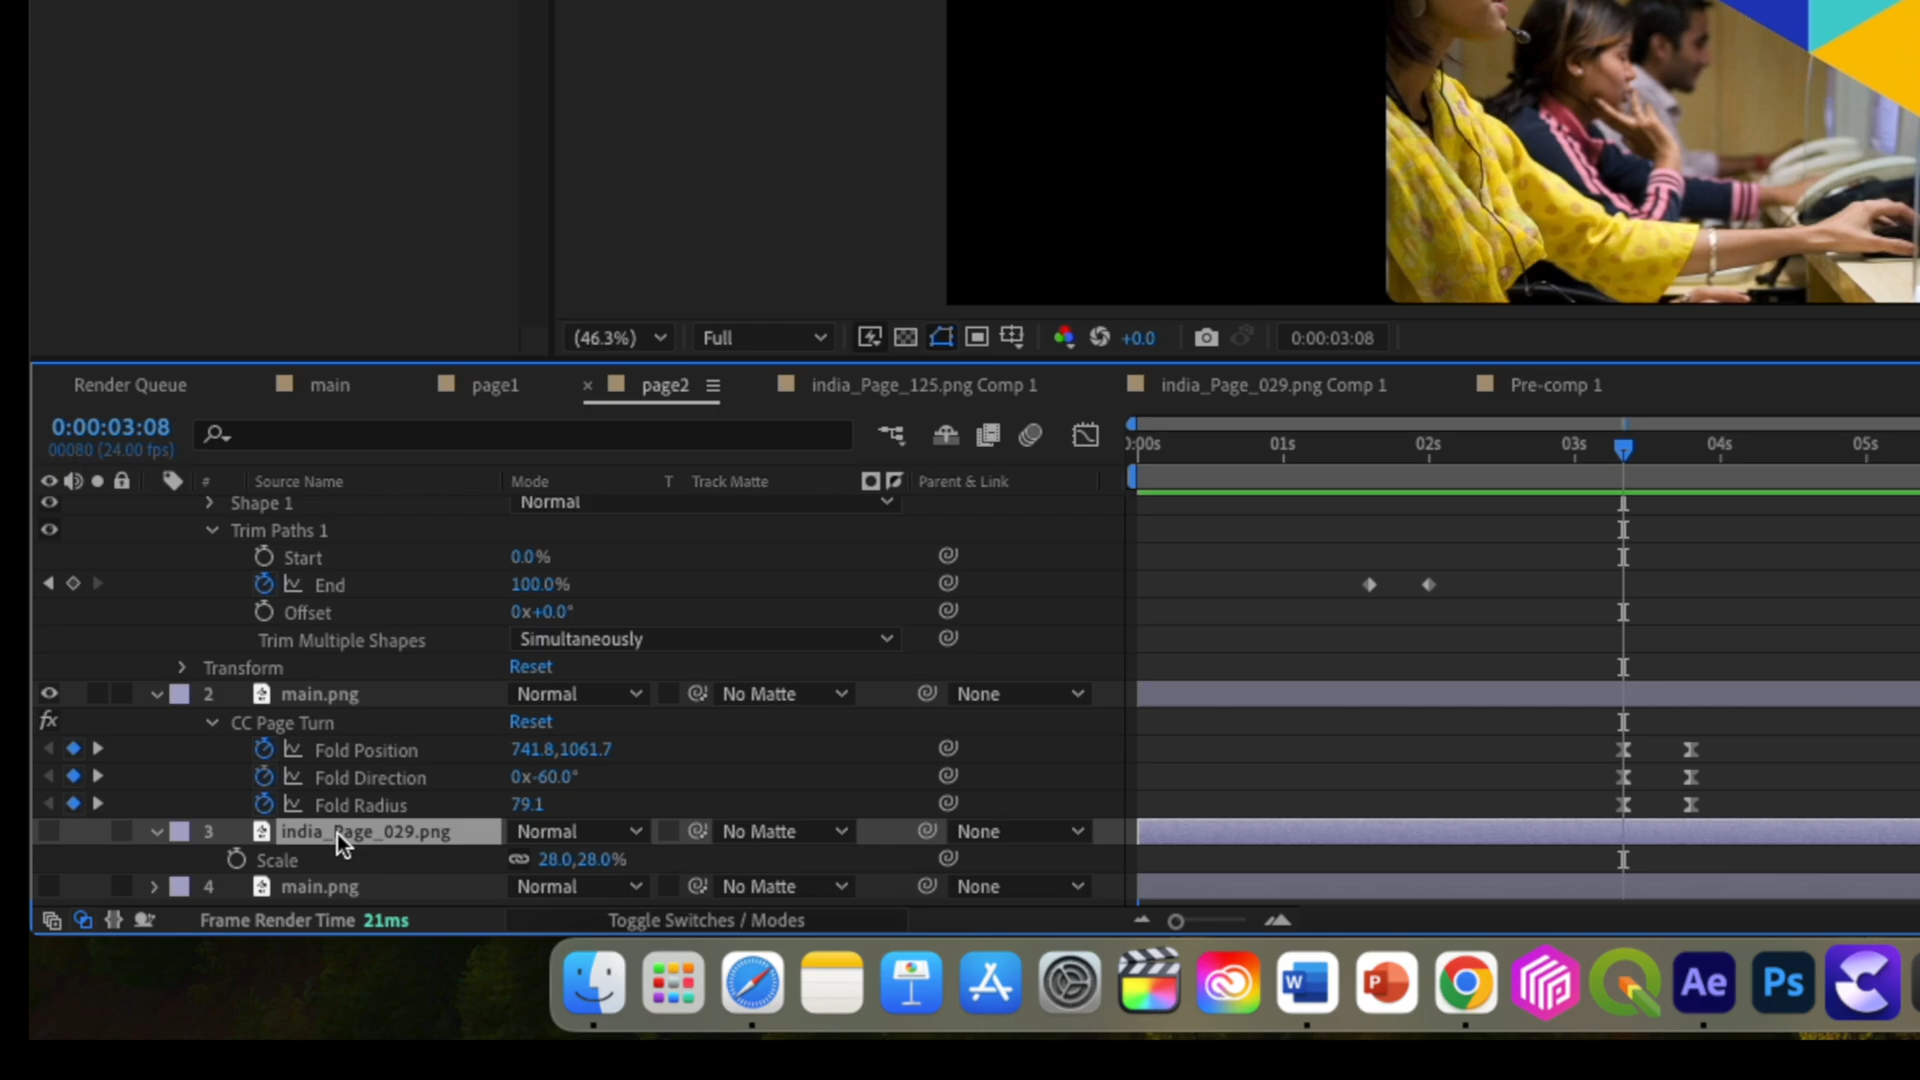 (46.3%) Full +0.0 0:00:03:08
Render Queue main page1 × page2 india_Page_125.png Comp 1 india_Page_029.png Comp 1 Pre-comp 1
0:00:03:08
00080 (24.00 fps)
0:00s 01s 02s 03s 04s 05s
# Source Name Mode T Track Matte Parent & Link
Shape 1 Normal
Trim Paths 1
Start 0.0%
End 100.0%
Offset 0x+0.0°
Trim Multiple Shapes Simultaneously
Transform Reset
2 main.png Normal No Matte None
fx CC Page Turn Reset
Fold Position 741.8,1061.7
Fold Direction 0x-60.0°
Fold Radius 79.1
3 india_Page_029.png Normal No Matte None
Scale 28.0,28.0%
4 main.png Normal No Matte None
Frame Render Time 21ms Toggle Switches / Modes
W P Ae Ps